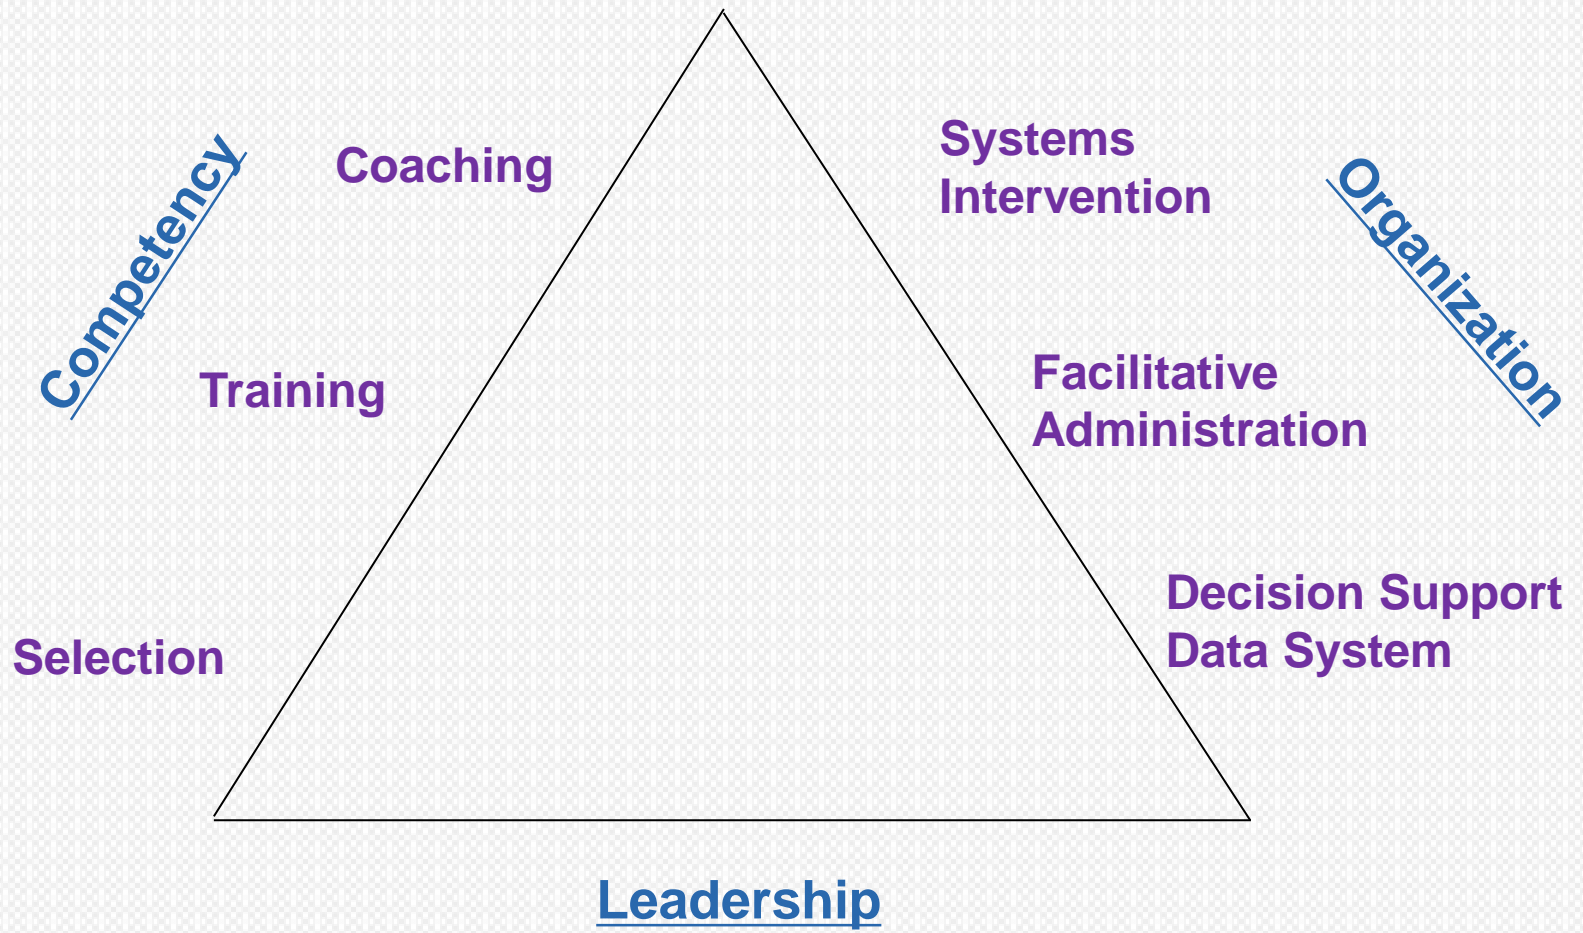 Competency
Coaching
Training
Selection
Systems
Intervention
Facilitative
Administration
Decision Support
Data System
Organization
Leadership